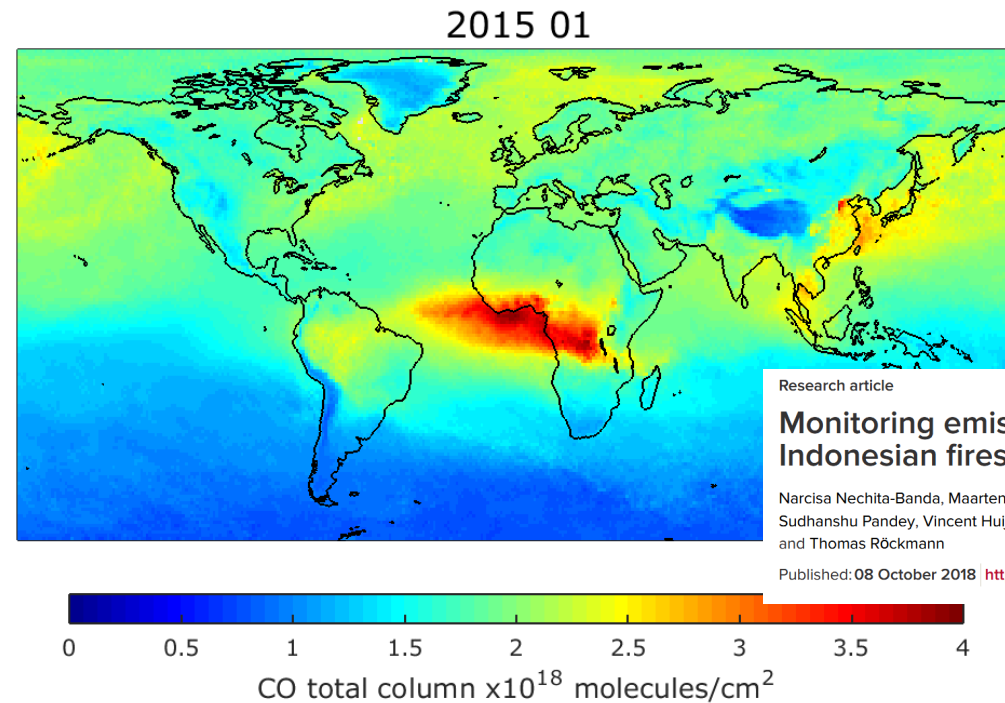 2015 01
Research article
Monitoring emis
Indonesian fires
Narcisa Nechita-Banda, Maarten
Sudhanshu Pandey, Vincent Hui
and Thomas Röckmann
Published: 08 October 2018 htt
0 0.5 1 1.5 2 2.5 3 3.5 4
CO total column x10¹⁸ molecules/cm²